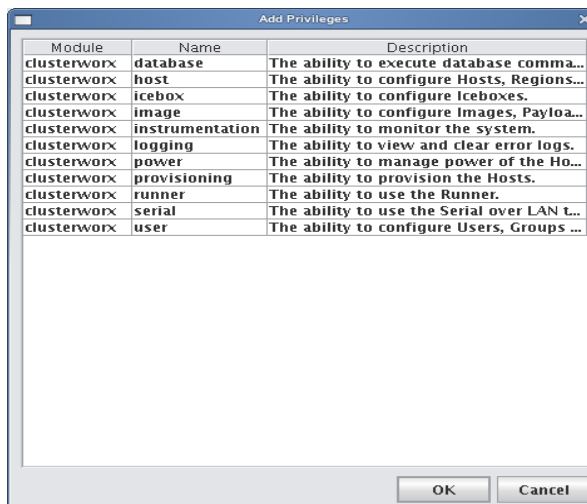 Add Privileges
Module Name Description
clusterworx database The ability to execute database comma...
clusterworx host The ability to configure Hosts, Regions...
clusterworx icebox The ability to configure Iceboxes.
clusterworx image The ability to configure Images, Payloa...
clusterworx instrumentation The ability to monitor the system.
clusterworx logging The ability to view and clear error logs.
clusterworx power The ability to manage power of the Ho...
clusterworx provisioning The ability to provision the Hosts.
clusterworx runner The ability to use the Runner.
clusterworx serial The ability to use the Serial over LAN t...
clusterworx user The ability to configure Users, Groups ...
OK Cancel